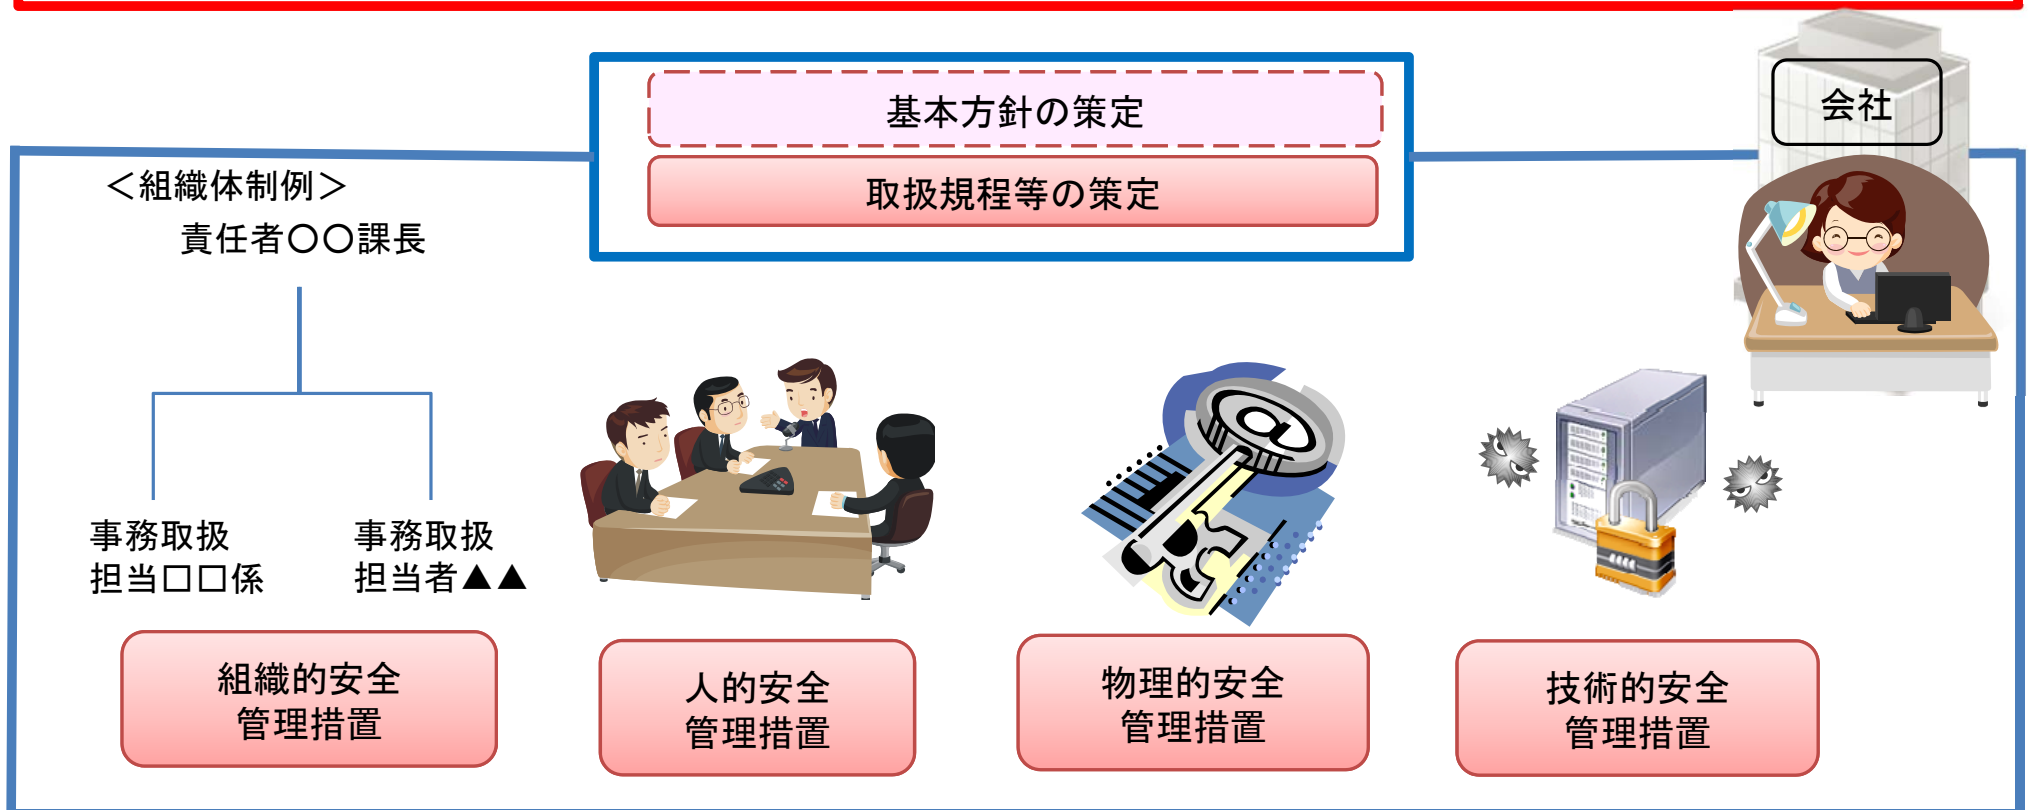 基本方針の策定
取扱規程等の策定
会社
＜組織体制例＞
責任者〇〇課長
事務取扱
担当□□係
事務取扱
担当者▲▲
組織的安全
管理措置
人的安全
管理措置
物理的安全
管理措置
技術的安全
管理措置